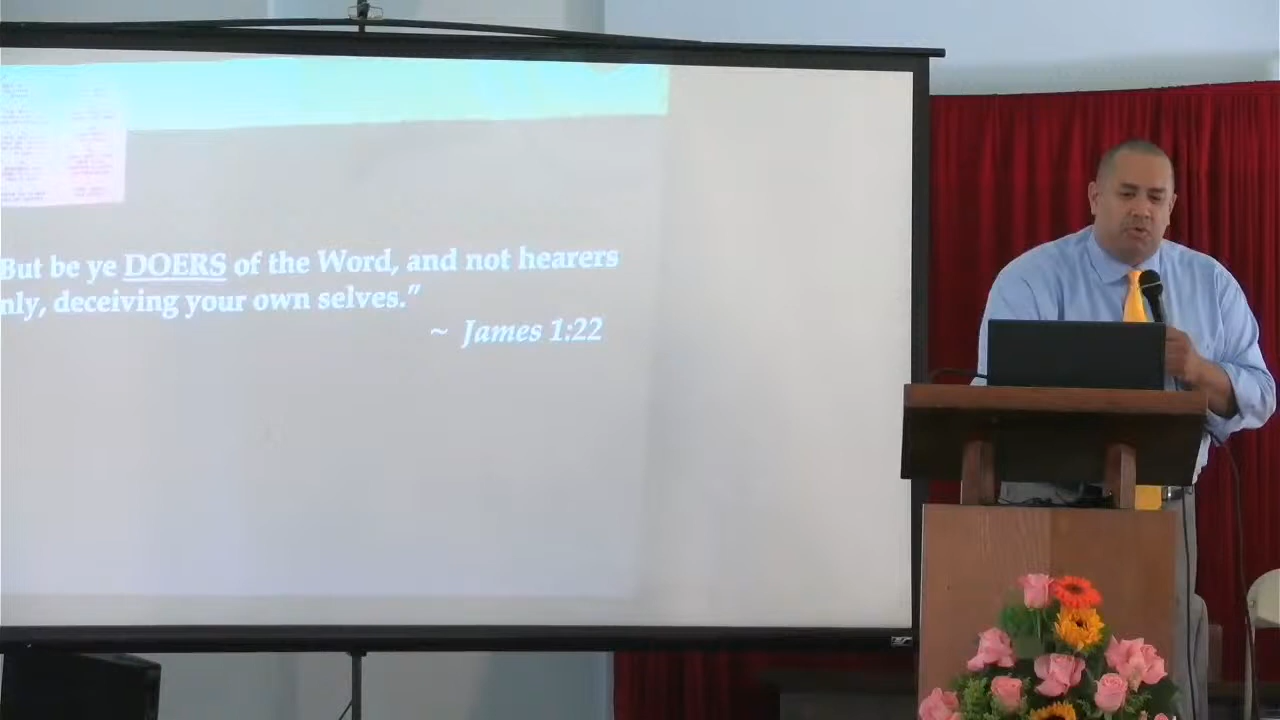 But be ye DOERS of the Word, and not hearers
nly, deceiving your own selves.”
~ James 1:22